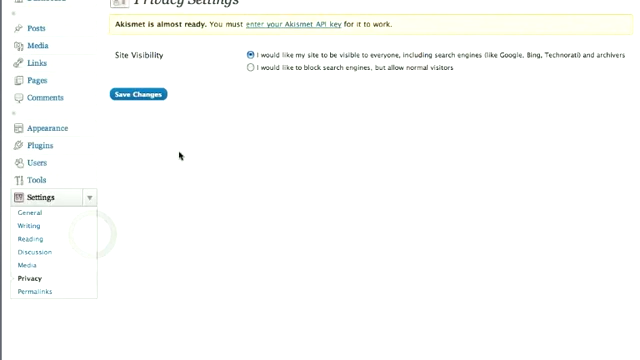 Privacy Settings
Akismet is almost ready. You must enter your Akismet API key for it to work.
Posts
Media
Links
Pages
Comments
Appearance
Plugins
Users
Tools
Settings
General
Writing
Reading
Discussion
Media
Privacy
Permalinks
Site Visibility
I would like my site to be visible to everyone, including search engines (like Google, Bing, Technorati) and archivers
I would like to block search engines, but allow normal visitors
Save Changes